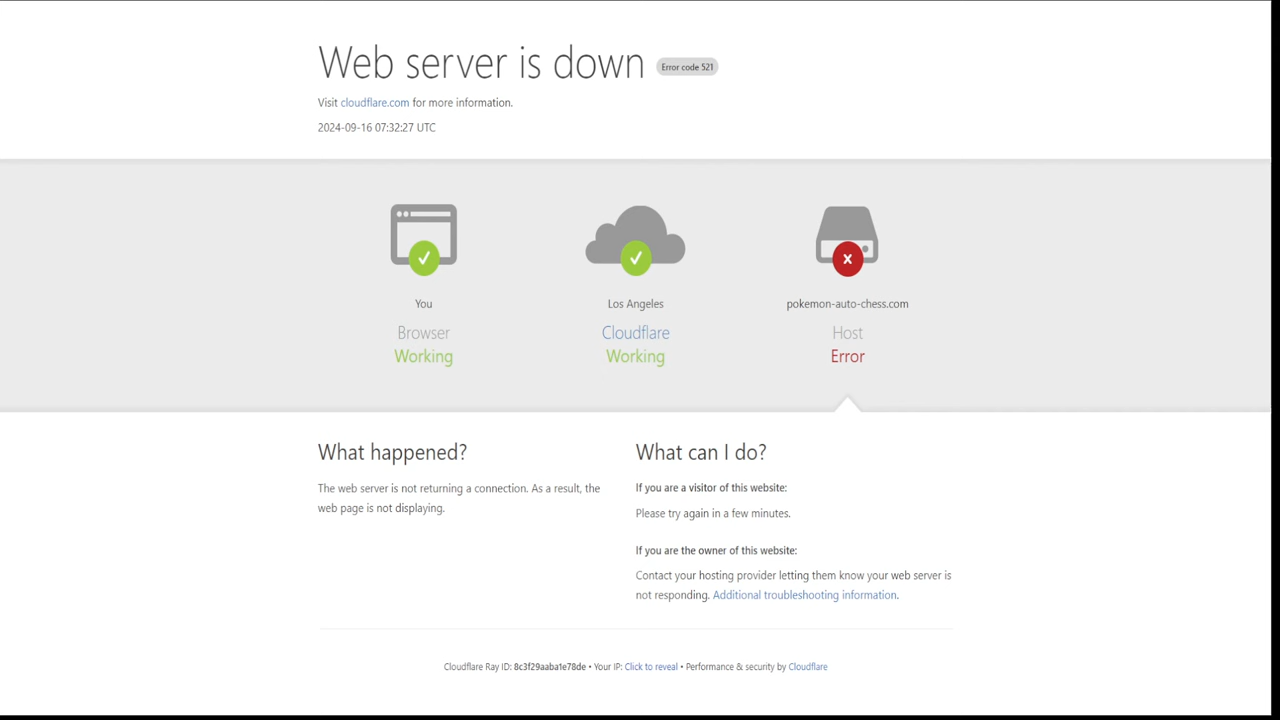 Web server is down Error code 521
Visit cloudflare.com for more information.
2024-09-16 07:32:27 UTC
You
Browser
Working
Los Angeles
Cloudflare
Working
pokemon-auto-chess.com
Host
Error
What happened?
The web server is not returning a connection. As a result, the
web page is not displaying.
What can I do?
If you are a visitor of this website:
Please try again in a few minutes.
If you are the owner of this website:
Contact your hosting provider letting them know your web server is
not responding. Additional troubleshooting information.
Cloudflare Ray ID: 8c3f29aaba1e78de • Your IP: Click to reveal • Performance & security by Cloudflare